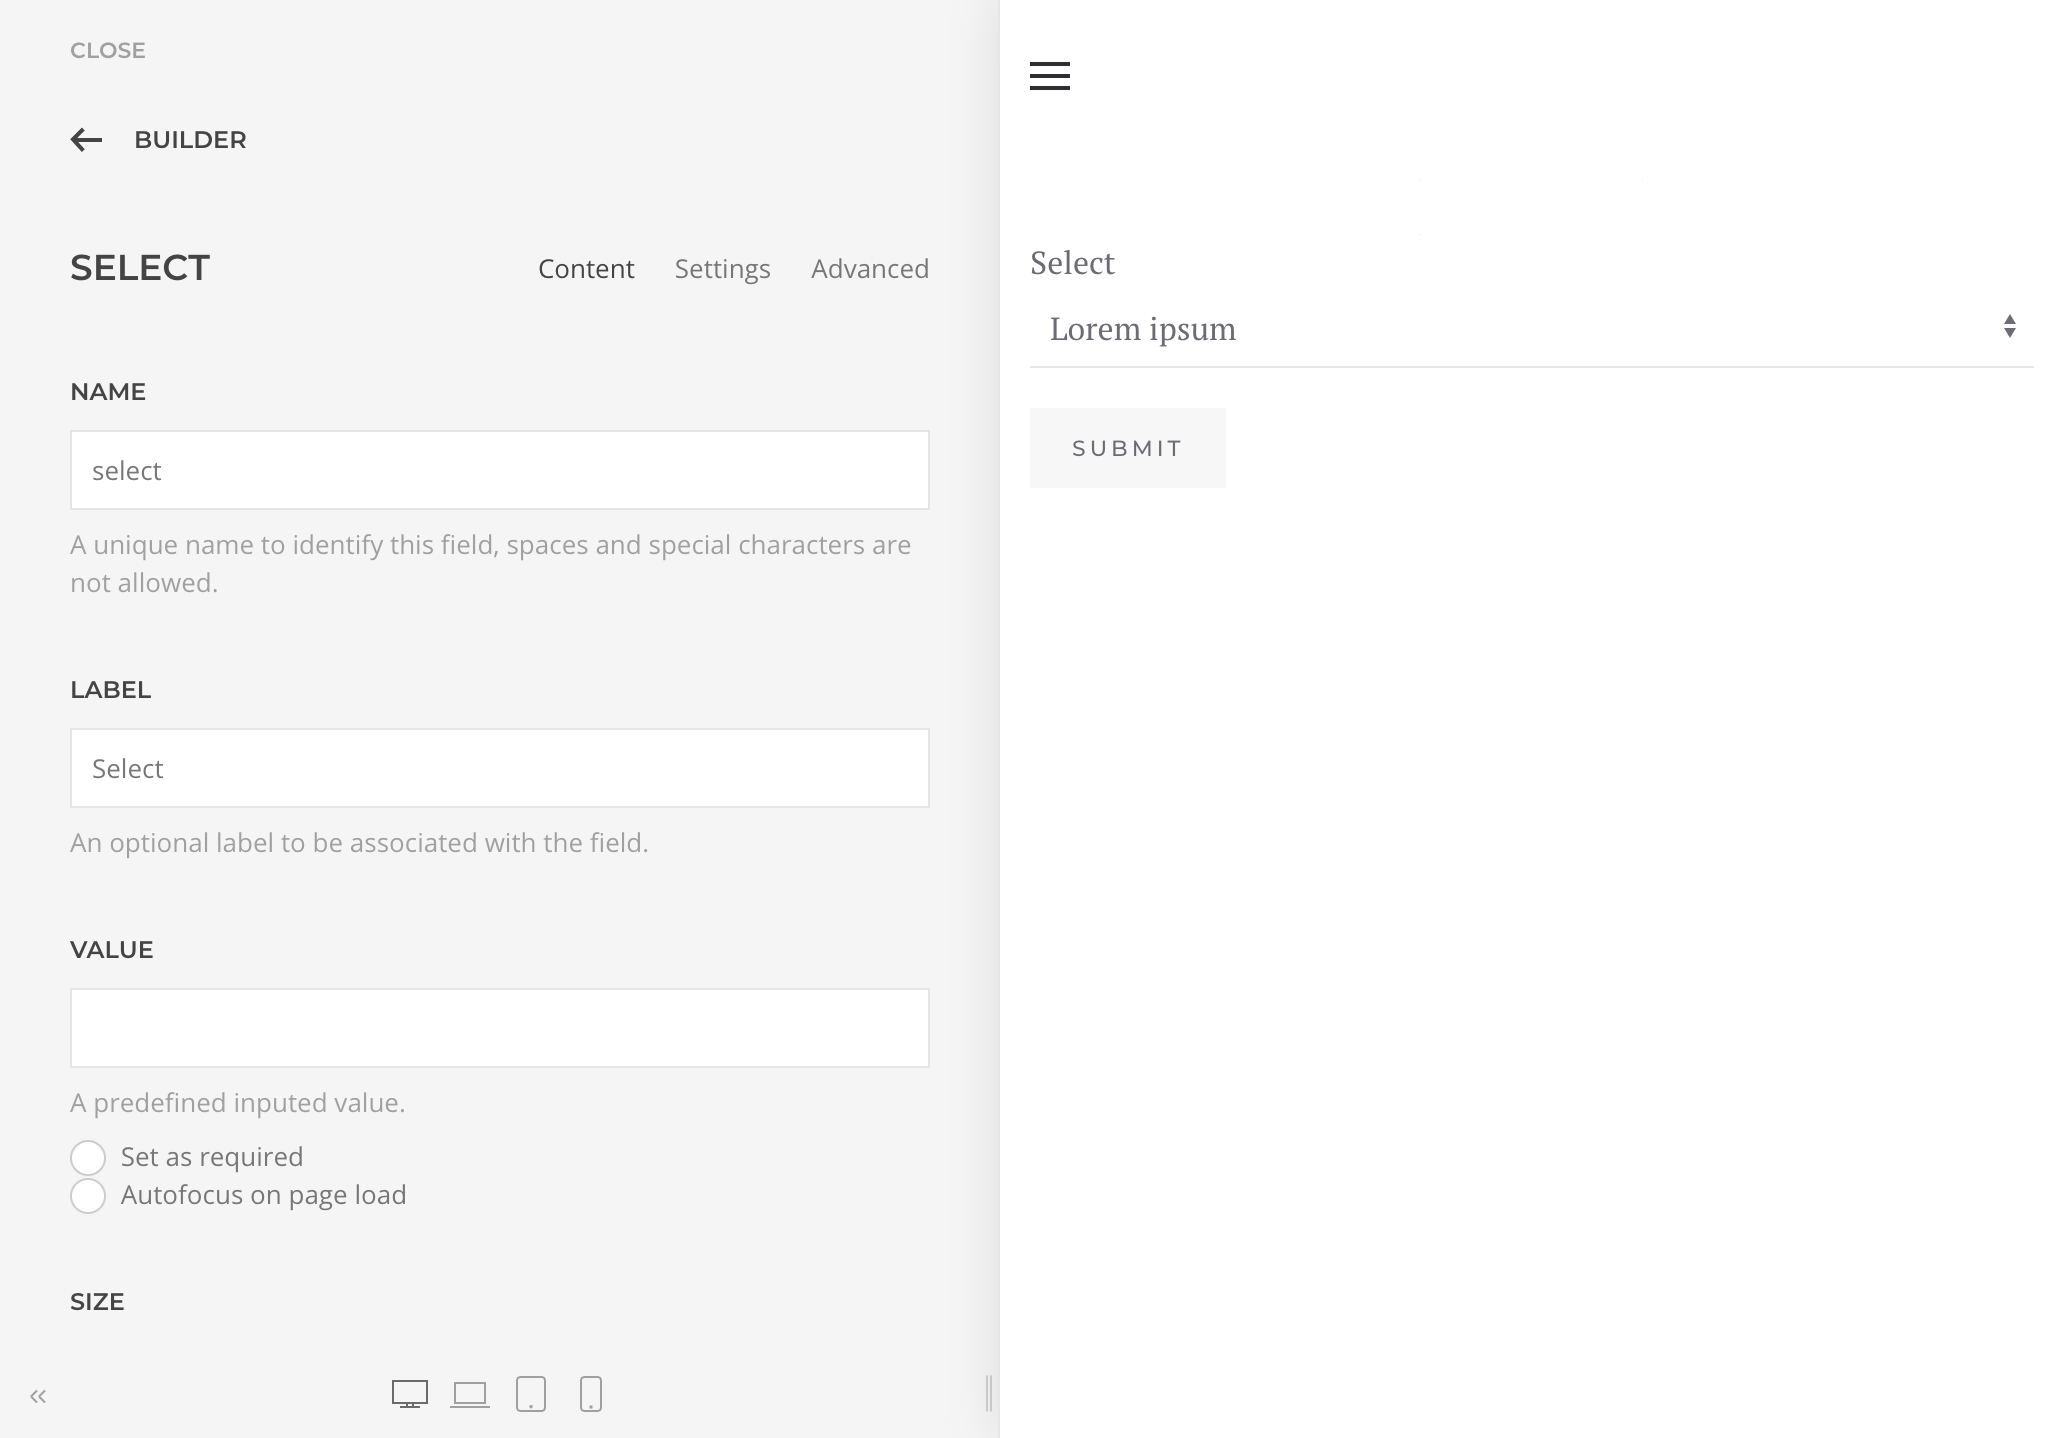 CLOSE
BUILDER
SELECT
Content Settings Advanced
NAME
select
A unique name to identify this field, spaces and special characters are
not allowed.
LABEL
Select
An optional label to be associated with the field.
VALUE
A predefined inputed value.
Set as required
Autofocus on page load
SIZE
Select
Lorem ipsum
SUBMIT